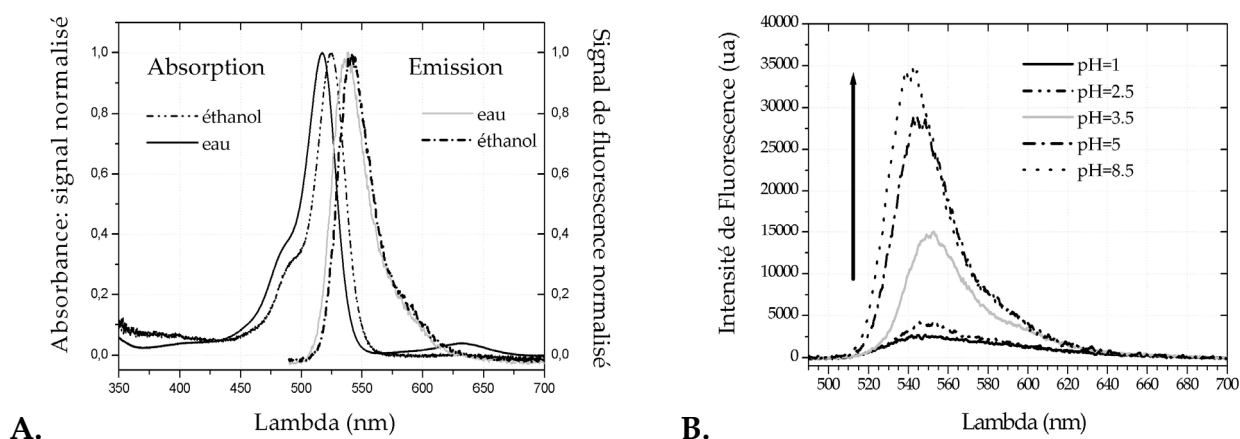 Absorbance: signal normalisé
1,0
0,8
0,6
0,4
0,2
0,0
Absorption
éthanol
eau
Emission
eau
éthanol
1,0
0,8
0,6
0,4
0,2
0,0
Signal de fluorescence normalisé
350 400 450 500 550 600 650 700
Lambda (nm)
A.
Intensité de Fluorescence (ua)
40000
35000
30000
25000
20000
15000
10000
5000
0
pH=1
pH=2.5
pH=3.5
pH=5
pH=8.5
500 520 540 560 580 600 620 640 660 680 700
Lambda (nm)
B.